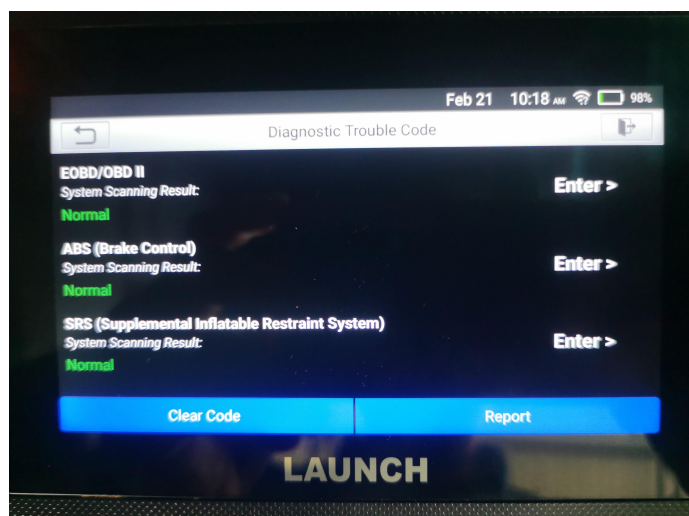 Feb 21 10:18 AM 98%
Diagnostic Trouble Code
EOBD/OBD II
System Scanning Result:
Enter >
Normal
ABS (Brake Control)
System Scanning Result:
Enter >
Normal
SRS (Supplemental Inflatable Restraint System)
System Scanning Result:
Enter >
Normal
Clear Code Report
LAUNCH